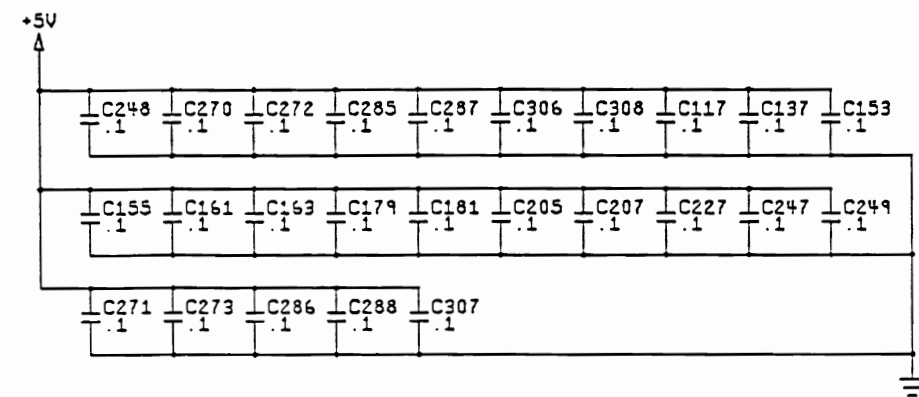 +5V
C248 C270 C272 C285 C287 C306 C308 C117 C137 C153
.1 .1 .1 .1 .1 .1 .1 .1 .1 .1
C155 C161 C163 C179 C181 C205 C207 C227 C247 C249
.1 .1 .1 .1 .1 .1 .1 .1 .1 .1
C271 C273 C286 C288 C307
.1 .1 .1 .1 .1